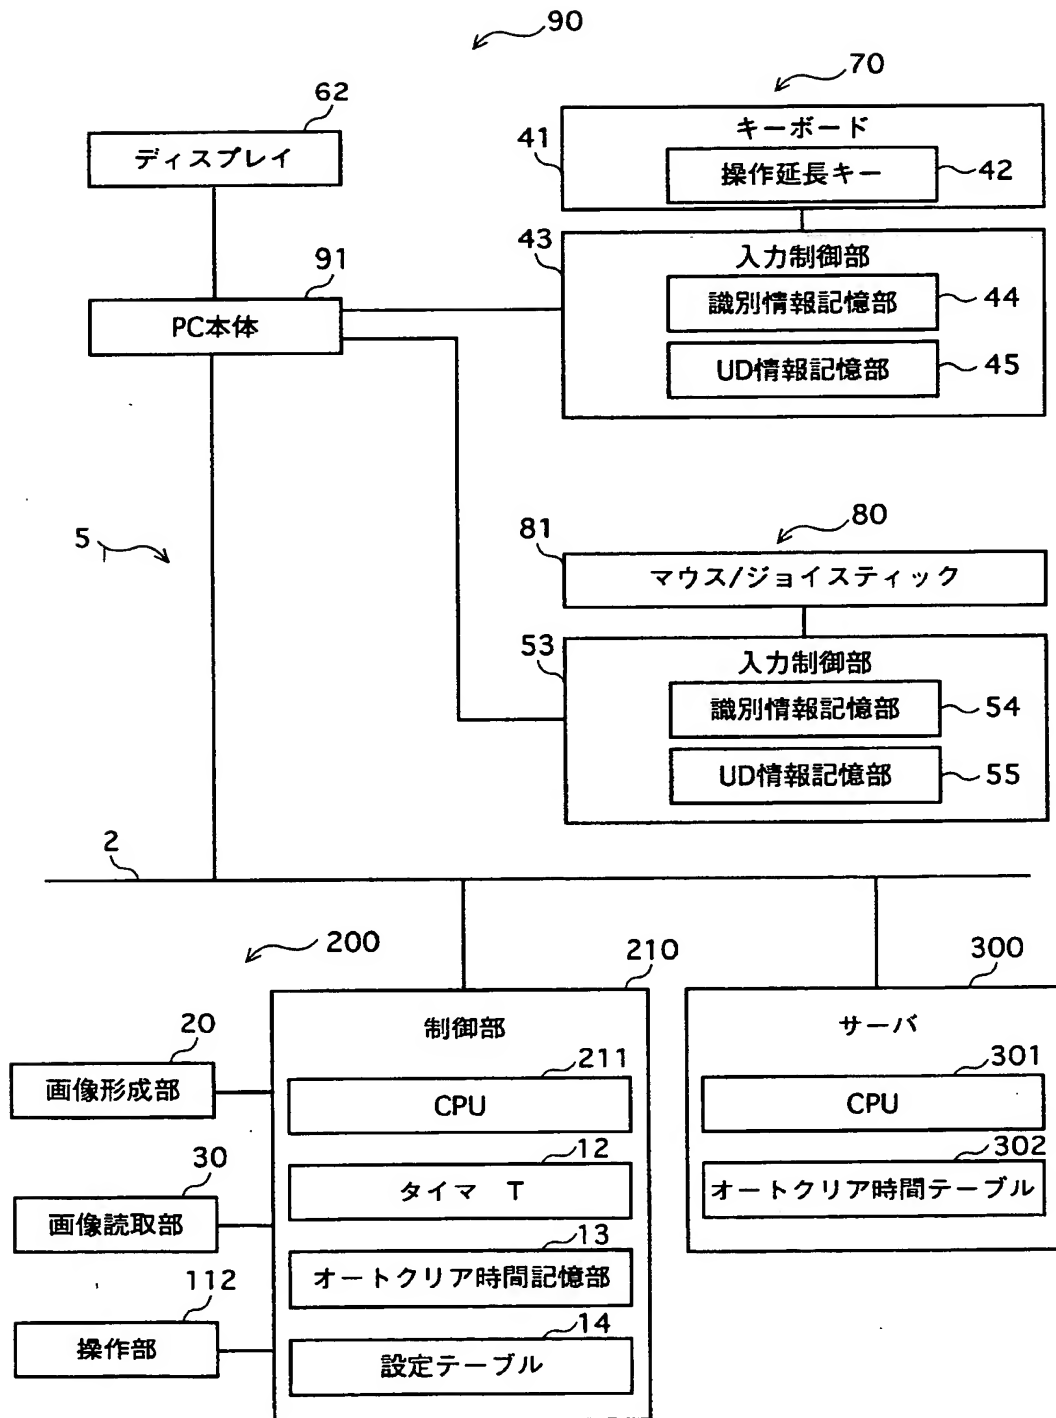 90
70
62
ディスプレイ
41
キーボード
操作延長キー
42
43
入力制御部
識別情報記憶部
44
UD情報記憶部
45
91
PC本体
5
80
81
マウス/ジョイスティック
53
入力制御部
識別情報記憶部
54
UD情報記憶部
55
2
200
210
制御部
211
CPU
12
タイマ T
13
オートクリア時間記憶部
14
設定テーブル
20
画像形成部
30
画像読取部
112
操作部
300
サーバ
301
CPU
302
オートクリア時間テーブル